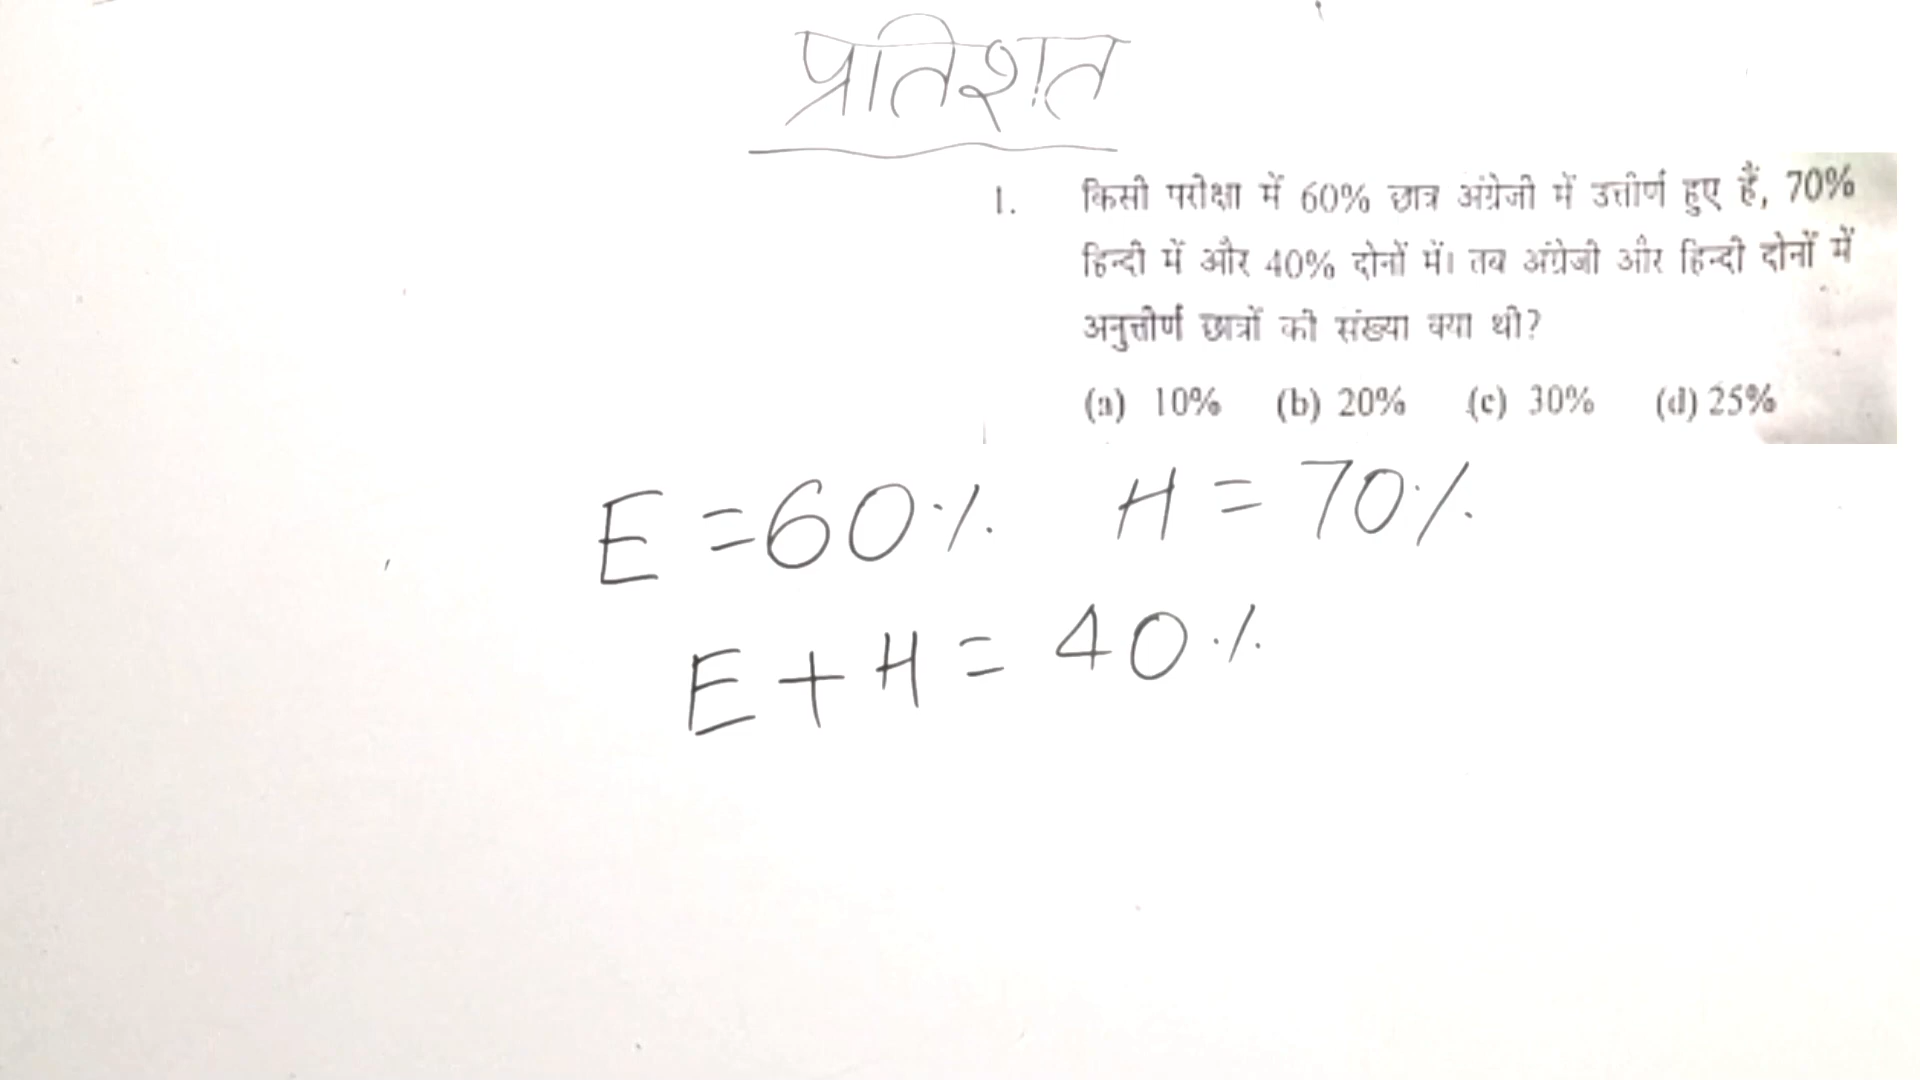 प्रतिशत
1. किसी परीक्षा में 60% छात्र अंग्रेजी में उत्तीर्ण हुए हैं, 70%
हिन्दी में और 40% दोनों में। तब अंग्रेजी और हिन्दी दोनों में
अनुत्तीर्ण छात्रों की संख्या क्या थी?
(a) 10% (b) 20% (c) 30% (d) 25%
E = 60% H = 70%
E + H = 40%